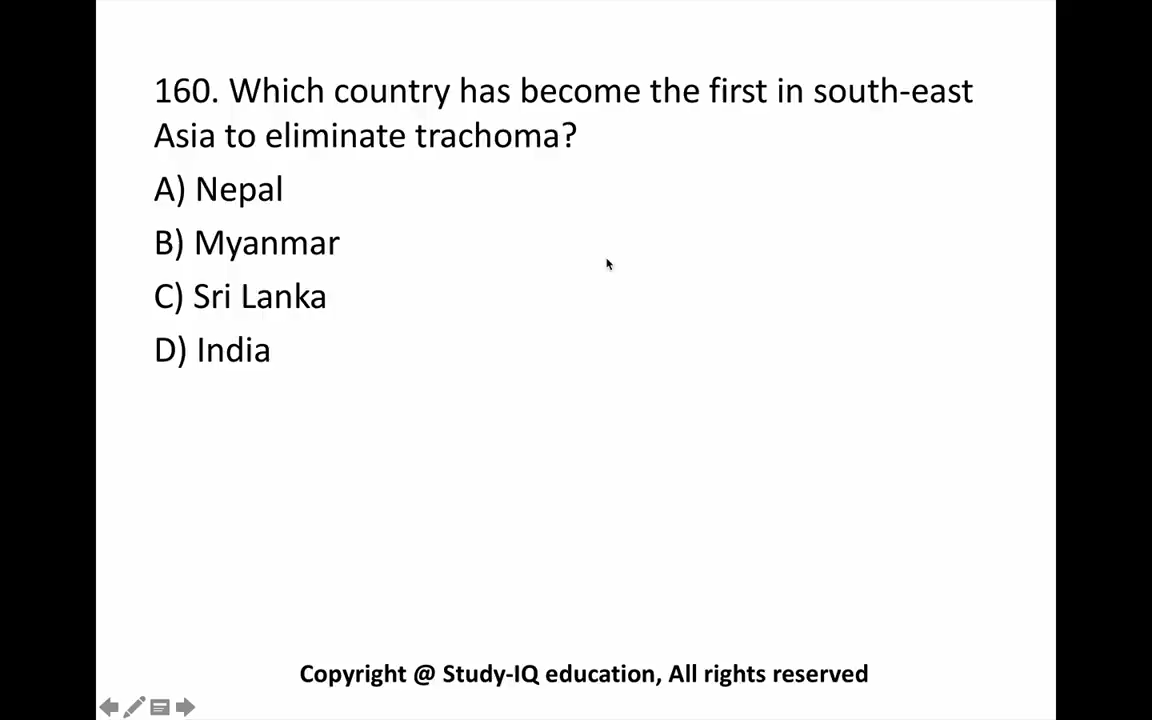 160. Which country has become the first in south-east
Asia to eliminate trachoma?
A) Nepal
B) Myanmar
C) Sri Lanka
D) India
Copyright @ Study-IQ education, All rights reserved